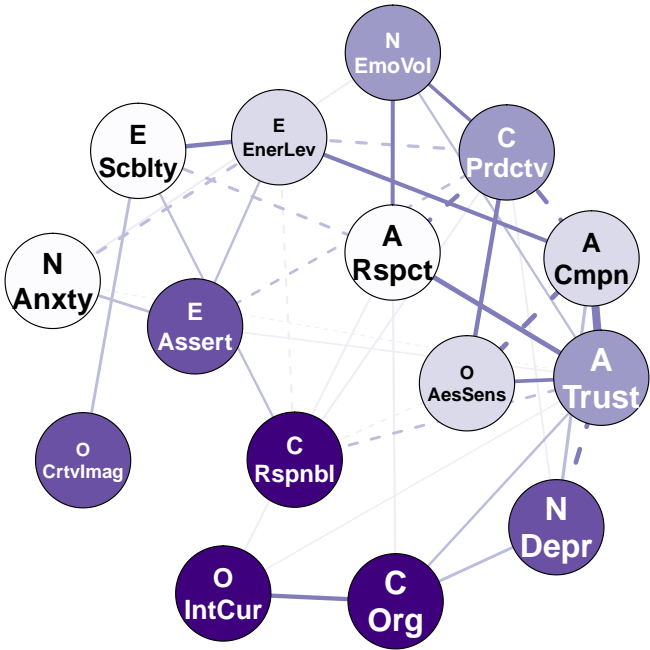 N
EmoVol
E
Scblty
E
EnerLev
C
Prdctv
N
Anxty
A
Rspct
A
Cmpn
E
Assert
O
AesSens
A
Trust
O
CrtvImag
C
Rspnbl
N
Depr
O
IntCur
C
Org